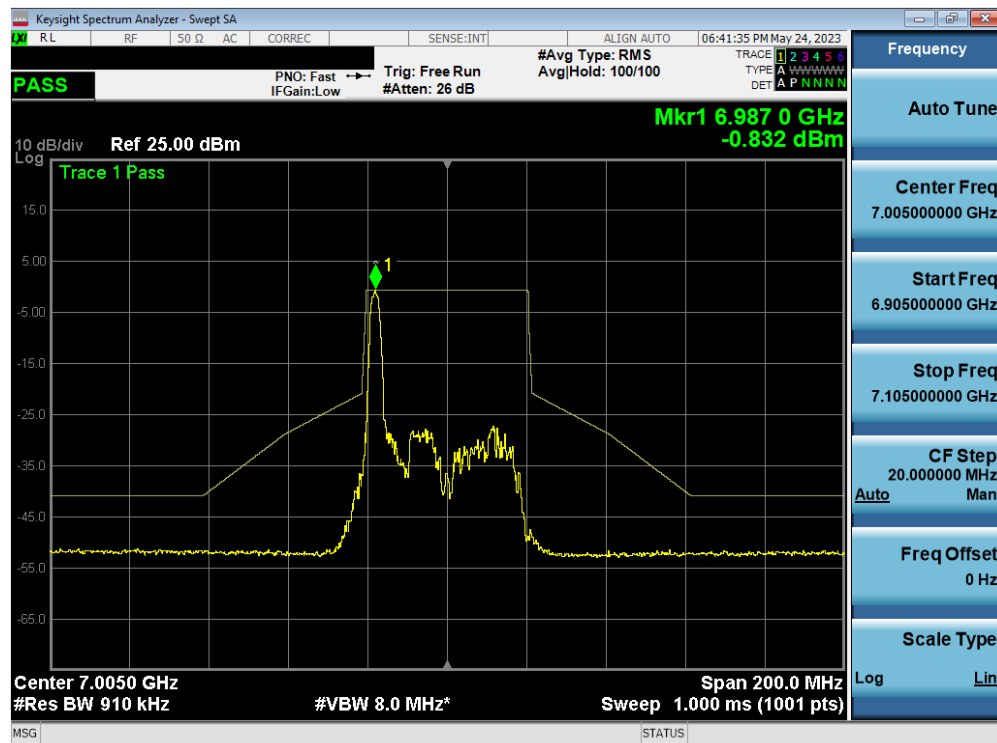 Keysight Spectrum Analyzer - Swept SA
LXI RL RF 50 Ω AC CORREC SENSE:INT ALIGN AUTO 06:41:35 PM May 24, 2023
PASS
PNO: Fast
IFGain:Low
Trig: Free Run
#Atten: 26 dB
#Avg Type: RMS
Avg|Hold: 100/100
TRACE 1 2 3 4 5 6
TYPE A WWWWW
DET A P N N N N
Mkr1 6.987 0 GHz
-0.832 dBm
10 dB/div Ref 25.00 dBm
Log
Trace 1 Pass
15.0
5.00
1
-5.00
-15.0
-25.0
-35.0
-45.0
-55.0
-65.0
Center 7.0050 GHz Span 200.0 MHz
#Res BW 910 kHz #VBW 8.0 MHz* Sweep 1.000 ms (1001 pts)
MSG STATUS
Frequency
Auto Tune
Center Freq
7.005000000 GHz
Start Freq
6.905000000 GHz
Stop Freq
7.105000000 GHz
CF Step
20.000000 MHz
Auto Man
Freq Offset
0 Hz
Scale Type
Log Lin